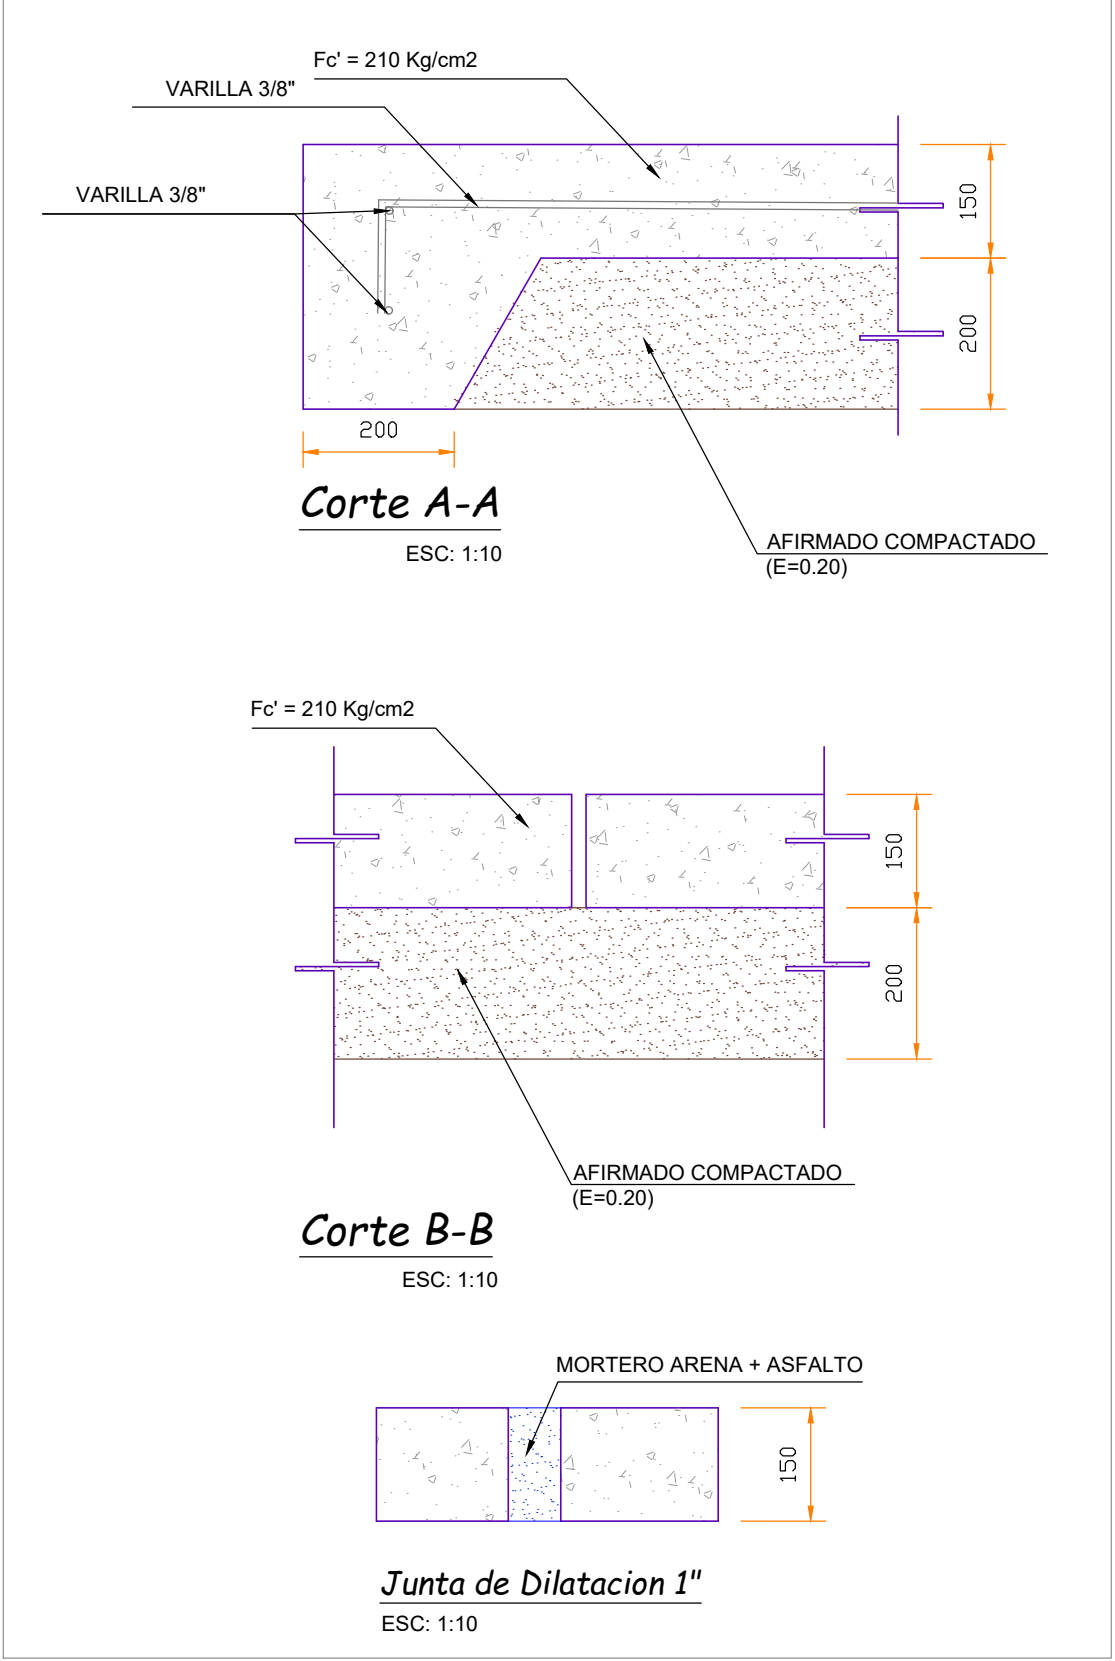 Fc' = 210 Kg/cm2
VARILLA 3/8"
VARILLA 3/8"
150
200
200
Corte A-A
ESC: 1:10
AFIRMADO COMPACTADO
(E=0.20)
Fc' = 210 Kg/cm2
150
200
AFIRMADO COMPACTADO
(E=0.20)
Corte B-B
ESC: 1:10
MORTERO ARENA + ASFALTO
150
Junta de Dilatacion 1"
ESC: 1:10